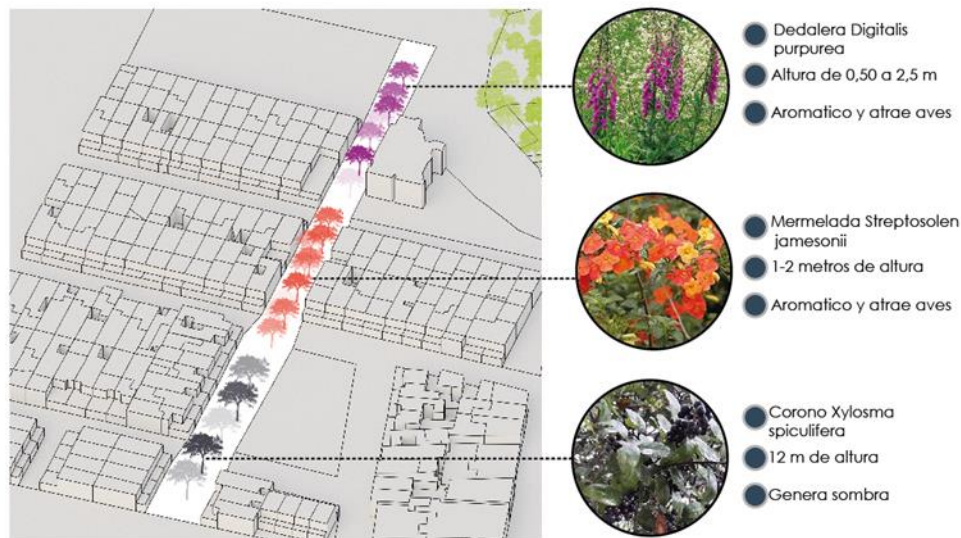 Dedalera Digitalis
purpurea
Altura de 0,50 a 2,5 m
Aromatico y atrae aves
Mermelada Streptosolen
jamesonii
1-2 metros de altura
Aromatico y atrae aves
Corono Xylosma
spiculifera
12 m de altura
Genera sombra